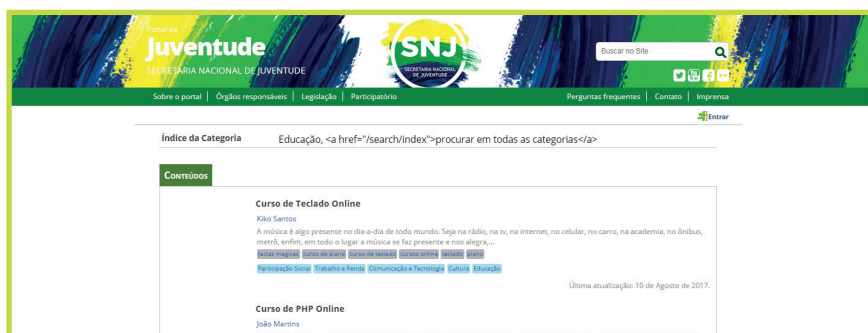 Portal da
Juventude
SECRETARIA NACIONAL DE JUVENTUDE
SNJ
SECRETARIA NACIONAL
DE JUVENTUDE
Buscar no Site
Sobre o portal | Órgãos responsáveis | Legislação | Participatório
Perguntas frequentes | Contato | Imprensa
Entrar
Índice da Categoria
Educação, <a href="/search/index">procurar em todas as categorias</a>
Conteúdos
Curso de Teclado Online
Kiko Santos
A música é algo presente no dia-a-dia de todo mundo. Seja na rádio, na tv, na internet, no celular, no carro, na academia, no ônibus,
metrô, enfim, em todo o lugar a música se faz presente e nos alegra,...
teclas magicas curso de piano curso de teclado cursos online teclado piano
Participação Social Trabalho e Renda Comunicação e Tecnologia Cultura Educação
Última atualização: 10 de Agosto de 2017.
Curso de PHP Online
João Martins